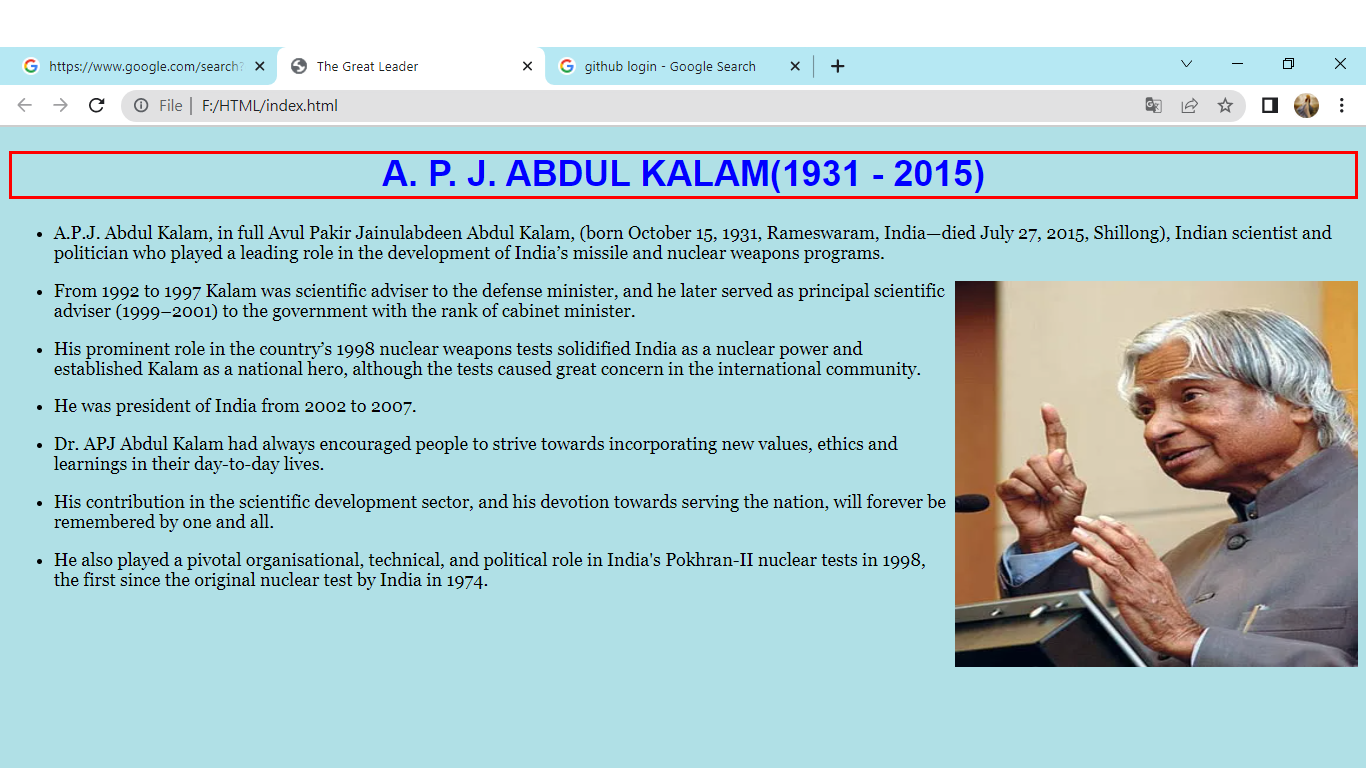 https://www.google.com/search?
The Great Leader
github login - Google Search
File
F:/HTML/index.html
A. P. J. ABDUL KALAM(1931 - 2015)
A.P.J. Abdul Kalam, in full Avul Pakir Jainulabdeen Abdul Kalam, (born October 15, 1931, Rameswaram, India—died July 27, 2015, Shillong), Indian scientist and
politician who played a leading role in the development of India’s missile and nuclear weapons programs.
From 1992 to 1997 Kalam was scientific adviser to the defense minister, and he later served as principal scientific
adviser (1999–2001) to the government with the rank of cabinet minister.
His prominent role in the country’s 1998 nuclear weapons tests solidified India as a nuclear power and
established Kalam as a national hero, although the tests caused great concern in the international community.
He was president of India from 2002 to 2007.
Dr. APJ Abdul Kalam had always encouraged people to strive towards incorporating new values, ethics and
learnings in their day-to-day lives.
His contribution in the scientific development sector, and his devotion towards serving the nation, will forever be
remembered by one and all.
He also played a pivotal organisational, technical, and political role in India's Pokhran-II nuclear tests in 1998,
the first since the original nuclear test by India in 1974.